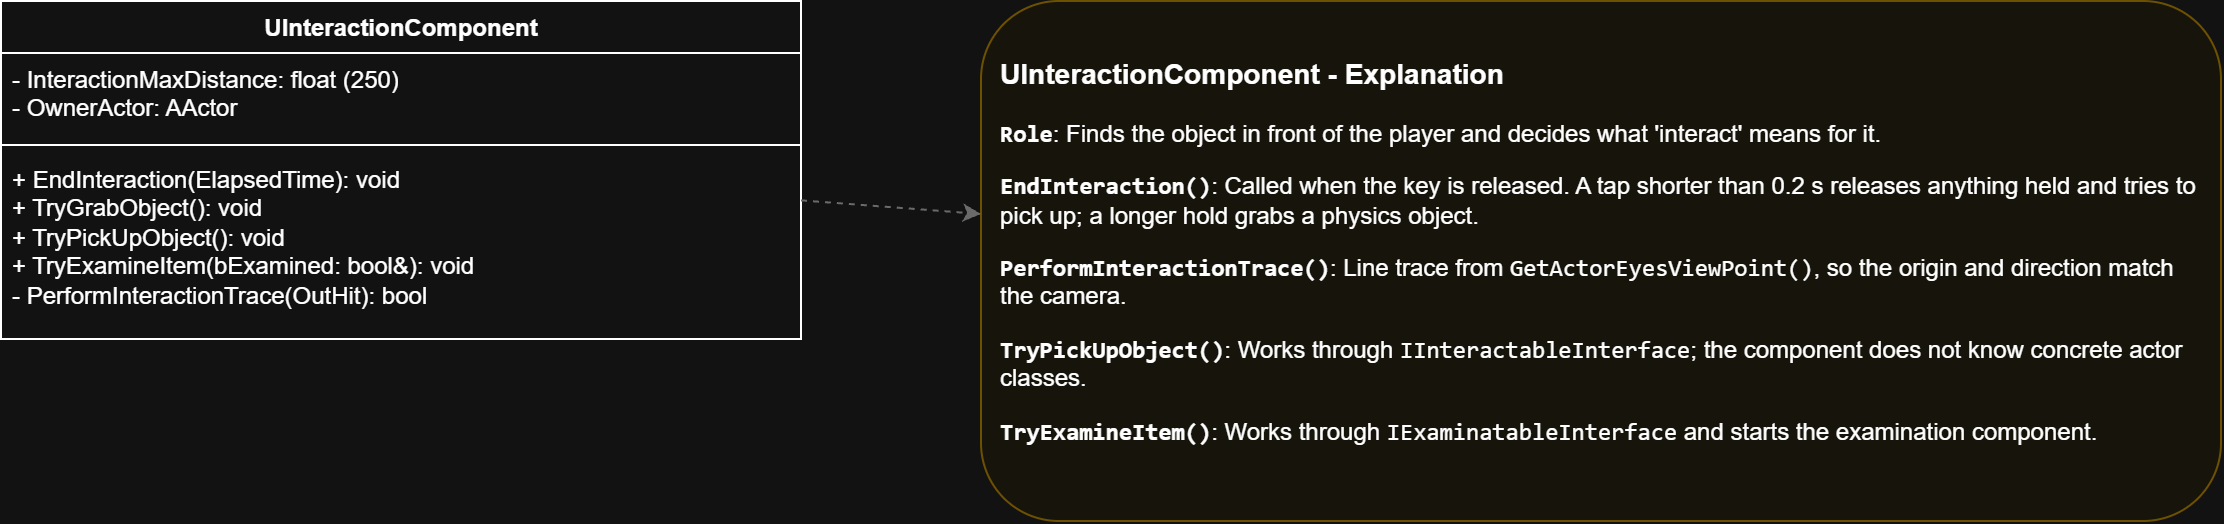 UInteractionComponent
- InteractionMaxDistance: float (250)
- OwnerActor: AActor
+ EndInteraction(ElapsedTime): void
+ TryGrabObject(): void
+ TryPickUpObject(): void
+ TryExamineItem(bExamined: bool&): void
- PerformInteractionTrace(OutHit): bool
UInteractionComponent - Explanation
Role: Finds the object in front of the player and decides what 'interact' means for it.
EndInteraction(): Called when the key is released. A tap shorter than 0.2 s releases anything held and tries to
pick up; a longer hold grabs a physics object.
PerformInteractionTrace(): Line trace from GetActorEyesViewPoint(), so the origin and direction match
the camera.
TryPickUpObject(): Works through IInteractableInterface; the component does not know concrete actor
classes.
TryExamineItem(): Works through IExaminatableInterface and starts the examination component.